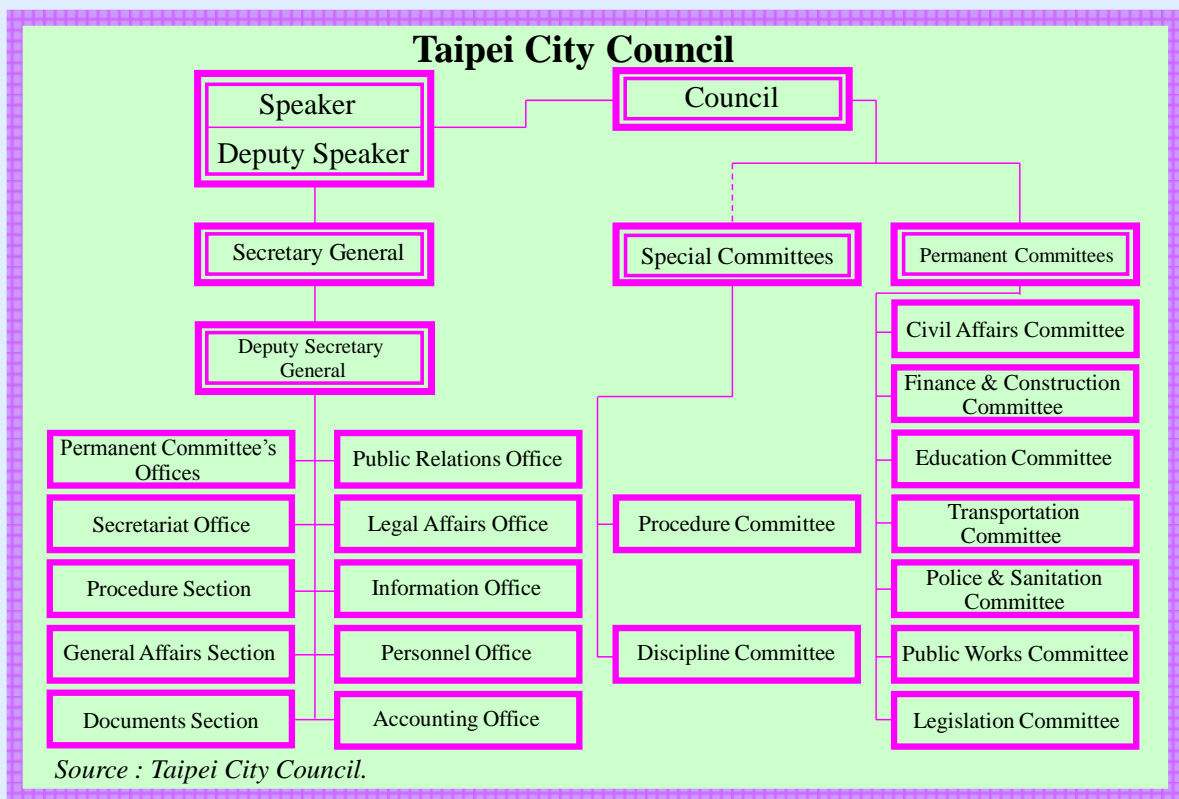 Taipei City Council
Speaker
Deputy Speaker
Council
Secretary General
Special Committees
Permanent Committees
Deputy Secretary
General
Permanent Committee's
Offices
Public Relations Office
Secretariat Office
Legal Affairs Office
Procedure Section
Information Office
General Affairs Section
Personnel Office
Documents Section
Accounting Office
Procedure Committee
Discipline Committee
Civil Affairs Committee
Finance & Construction
Committee
Education Committee
Transportation
Committee
Police & Sanitation
Committee
Public Works Committee
Legislation Committee
Source : Taipei City Council.